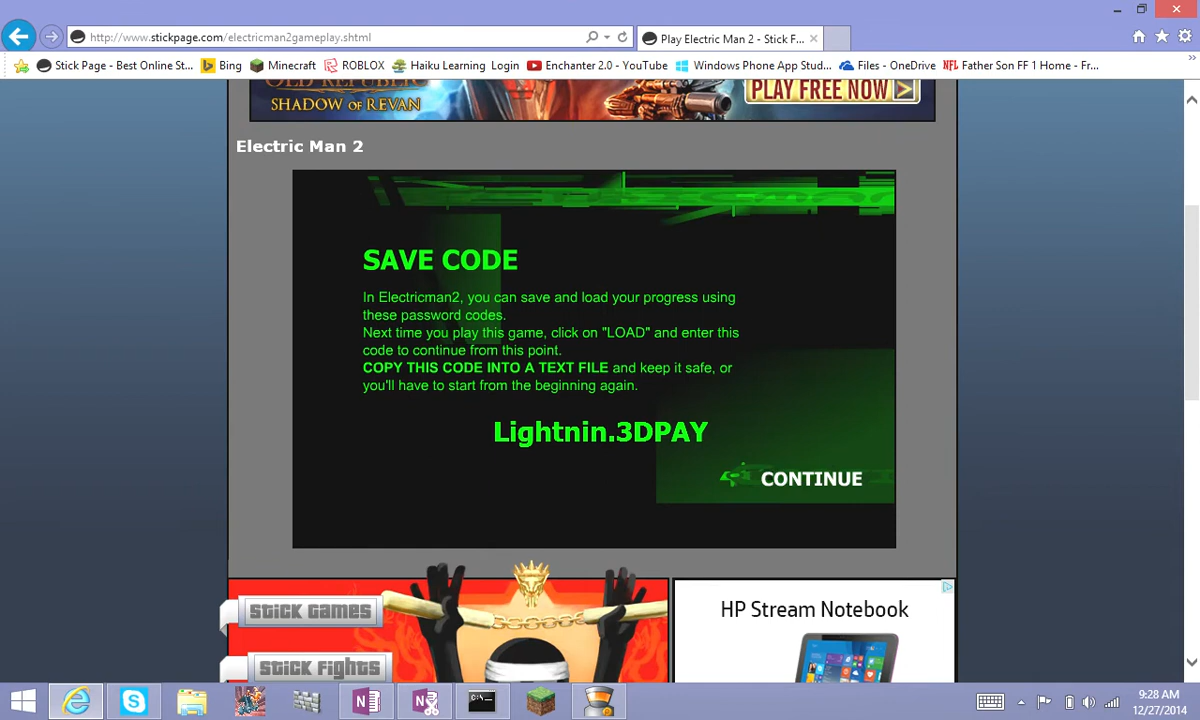 http://www.stickpage.com/electricman2gameplay.shtml
Play Electric Man 2 - Stick F...
Stick Page - Best Online St...
Bing
Minecraft
ROBLOX
Haiku Learning Login
Enchanter 2.0 - YouTube
Windows Phone App Stud...
Files - OneDrive
NFL Father Son FF 1 Home - Fr...
OLD REPUBLIC
SHADOW OF REVAN
PLAY FREE NOW
Electric Man 2
SAVE CODE
In Electricman2, you can save and load your progress using
these password codes.
Next time you play this game, click on "LOAD" and enter this
code to continue from this point.
COPY THIS CODE INTO A TEXT FILE and keep it safe, or
you'll have to start from the beginning again.
Lightnin.3DPAY
CONTINUE
STICK GAMES
STICK FIGHTS
HP Stream Notebook
9:28 AM
12/27/2014